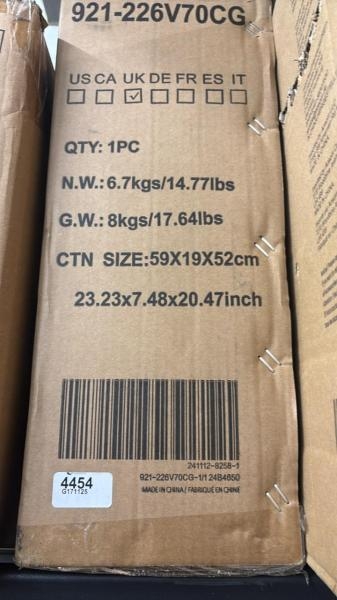 921-226V70CG
US CA UK DE FR ES IT
QTY: 1PC
N.W.: 6.7kgs/14.77lbs
G.W.: 8kgs/17.64lbs
CTN SIZE:59X19X52cm
23.23x7.48x20.47inch
241112-8258-1
921-226V70CG-1/1 24B4650
MADE IN CHINA / FABRIQUÉ EN CHINE
4454
G171125